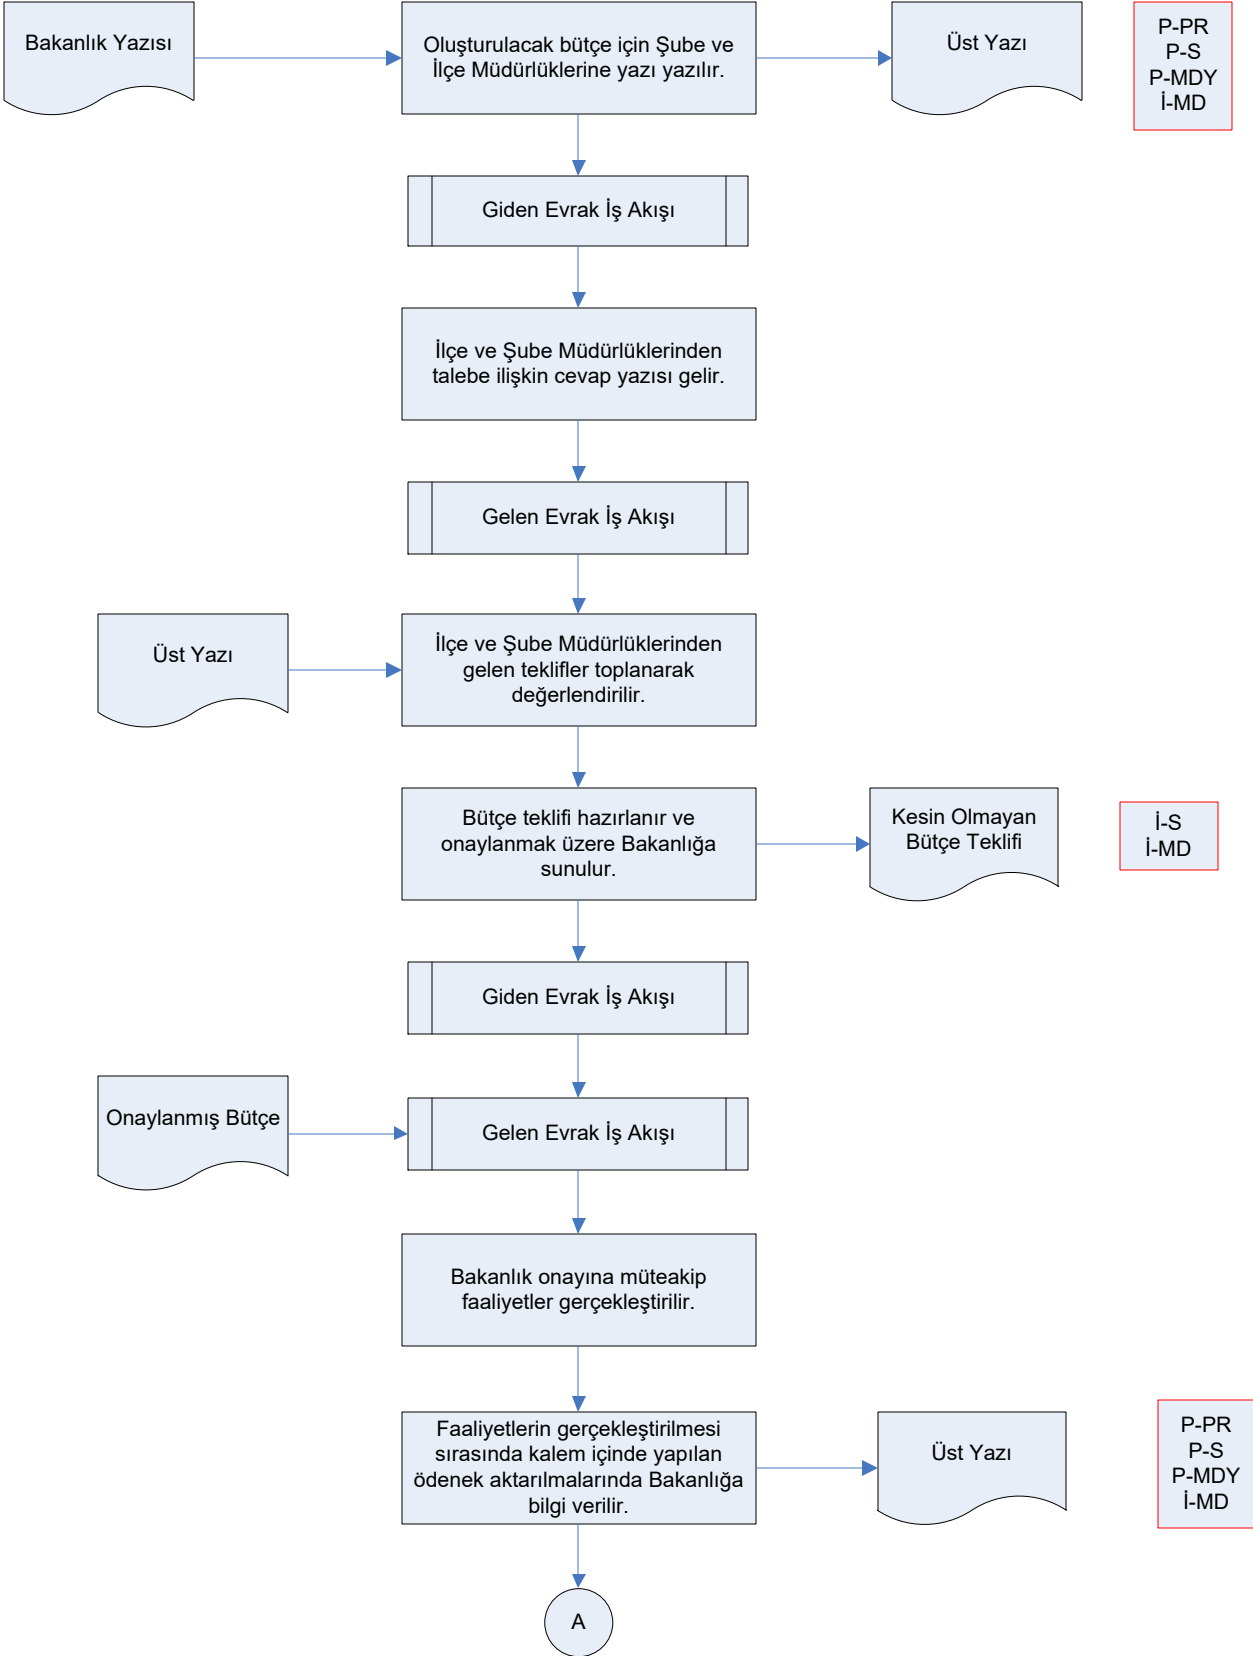 Bakanlık Yazısı
Oluşturulacak bütçe için Şube ve
İlçe Müdürlüklerine yazı yazılır.
Üst Yazı
P-PR
P-S
P-MDY
İ-MD
Giden Evrak İş Akışı
İlçe ve Şube Müdürlüklerinden
talebe ilişkin cevap yazısı gelir.
Gelen Evrak İş Akışı
Üst Yazı
İlçe ve Şube Müdürlüklerinden
gelen teklifler toplanarak
değerlendirilir.
Bütçe teklifi hazırlanır ve
onaylanmak üzere Bakanlığa
sunulur.
Kesin Olmayan
Bütçe Teklifi
İ-S
İ-MD
Giden Evrak İş Akışı
Onaylanmış Bütçe
Gelen Evrak İş Akışı
Bakanlık onayına müteakip
faaliyetler gerçekleştirilir.
Faaliyetlerin gerçekleştirilmesi
sırasında kalem içinde yapılan
ödenek aktarılmalarında Bakanlığa
bilgi verilir.
Üst Yazı
P-PR
P-S
P-MDY
İ-MD
A